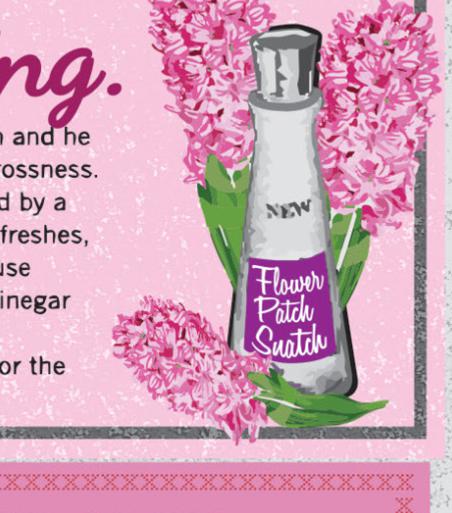 ng.
and he
rossness.
d by a
freshes,
use
inegar
or the
NEW
Flower
Patch
Snatch